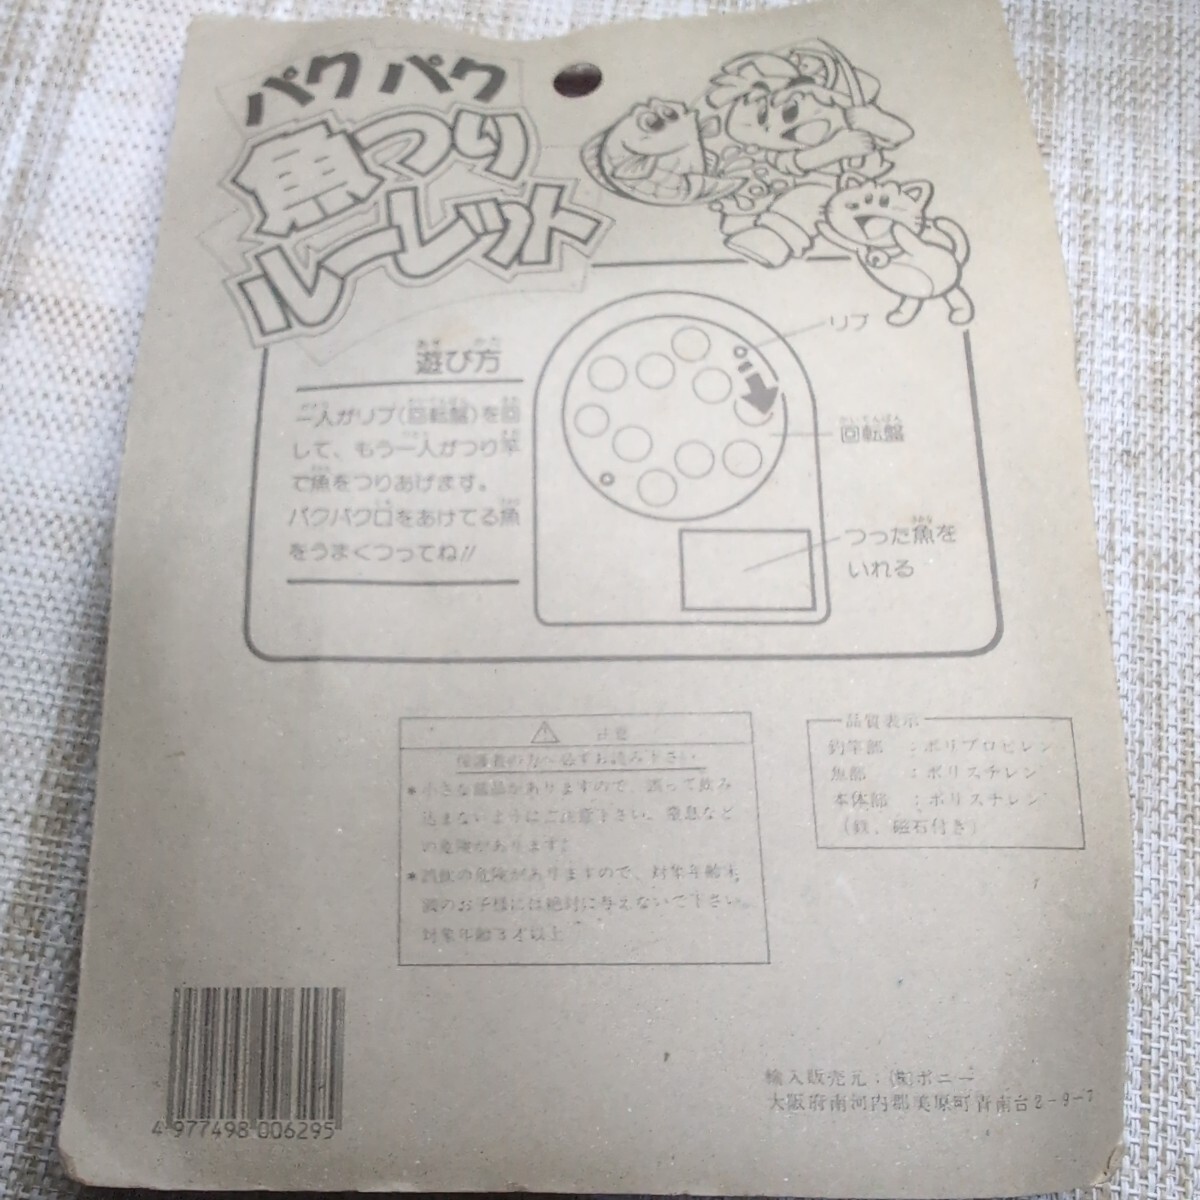 パクパク
魚つり
ルーレット
遊び方
一人がリブ(回転盤)を回
して、もう一人がつり竿
で魚をつりあげます。
パクパク口をあけてる魚
をうまくつってね!!
リブ
回転盤
つった魚を
いれる
注意
保護者の方へ必ずお読み下さい
*小さな部品がありますので、誤って飲み
込まないようにご注意下さい。窒息など
の危険があります。
*誤飲の危険がありますので、対象年齢未
満のお子様には絶対に与えないで下さい。
対象年齢3才以上
品質表示
釣竿部 :ポリプロピレン
魚部 :ポリスチレン
本体部 :ポリスチレン
(鉄、磁石付き)
4 977498 006295
輸入販売元:(株)ポニー
大阪府南河内郡美原町青南台2-9-7